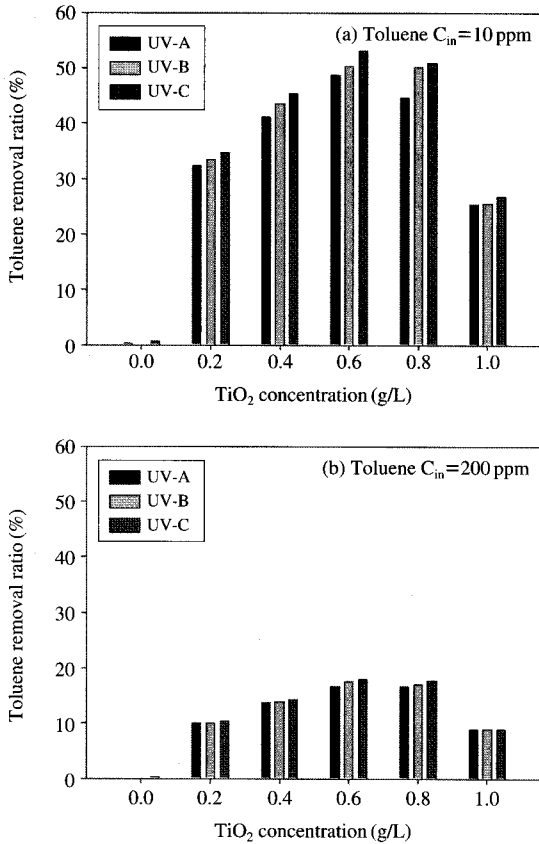 (a) Toluene C_in=10 ppm
UV-A
UV-B
UV-C
Toluene removal ratio (%)
60
50
40
30
20
10
0
0.0 0.2 0.4 0.6 0.8 1.0
TiO₂ concentration (g/L)
(b) Toluene C_in=200 ppm
UV-A
UV-B
UV-C
Toluene removal ratio (%)
60
50
40
30
20
10
0
0.0 0.2 0.4 0.6 0.8 1.0
TiO₂ concentration (g/L)